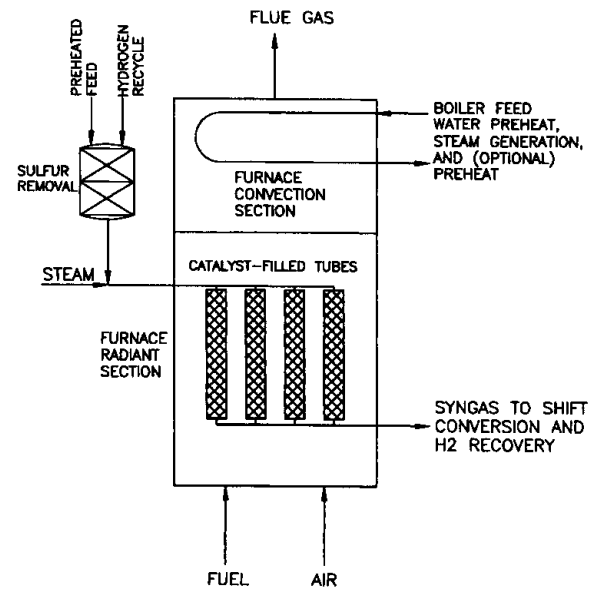 FLUE GAS
PREHEATED
FEED
HYDROGEN
RECYCLE
BOILER FEED
WATER PREHEAT,
STEAM GENERATION,
AND (OPTIONAL)
PREHEAT
SULFUR
REMOVAL
FURNACE
CONVECTION
SECTION
CATALYST-FILLED TUBES
STEAM
FURNACE
RADIANT
SECTION
SYNGAS TO SHIFT
CONVERSION AND
H2 RECOVERY
FUEL
AIR